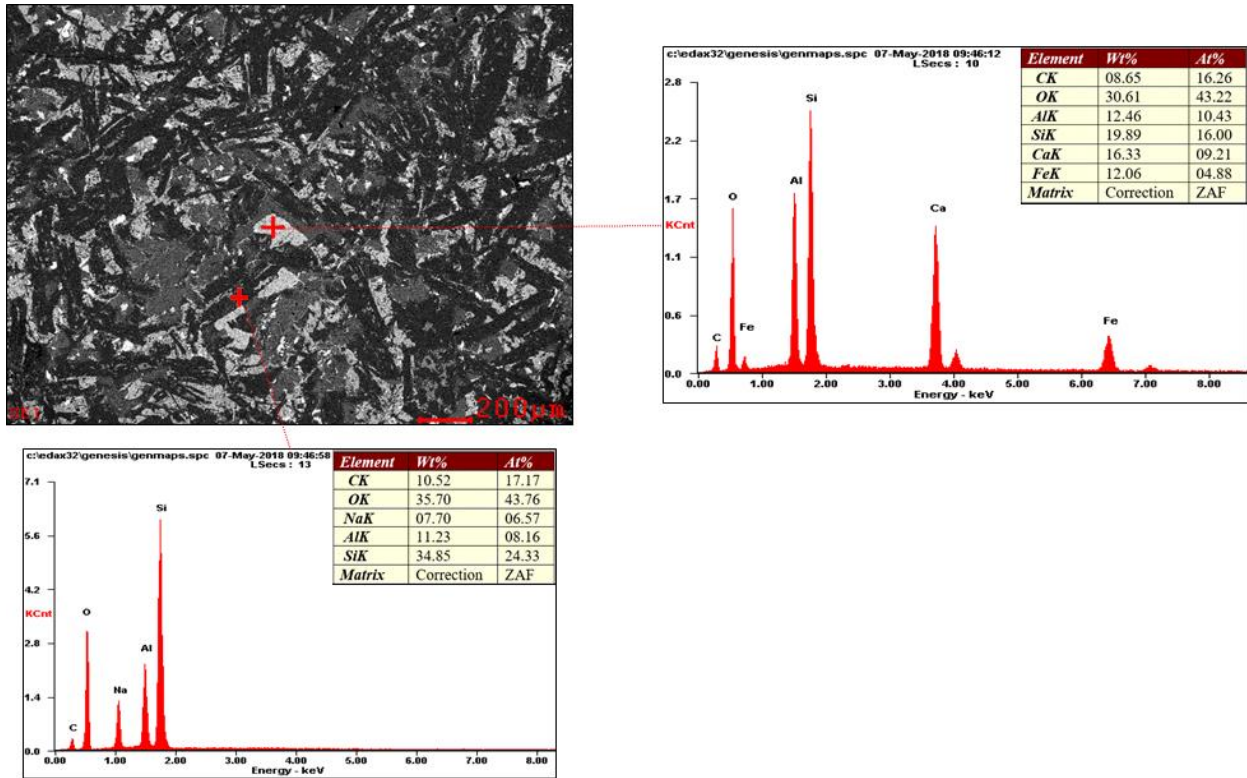 200µm
c:\edax32\genesis\genmaps.spc 07-May-2018 09:46:12
LSecs : 10
2.8
2.2
1.7
KCnt
1.1
0.6
0.0
C
O
Fe
Al
Si
Ca
Fe
0.00 1.00 2.00 3.00 4.00 5.00 6.00 7.00 8.00
Energy - keV
Element Wt% At%
CK 08.65 16.26
OK 30.61 43.22
AlK 12.46 10.43
SiK 19.89 16.00
CaK 16.33 09.21
FeK 12.06 04.88
Matrix Correction ZAF
c:\edax32\genesis\genmaps.spc 07-May-2018 09:46:58
LSecs : 13
7.1
5.6
4.2
KCnt
2.8
1.4
0.0
C
O
Na
Al
Si
0.00 1.00 2.00 3.00 4.00 5.00 6.00 7.00 8.00
Energy - keV
Element Wt% At%
CK 10.52 17.17
OK 35.70 43.76
NaK 07.70 06.57
AlK 11.23 08.16
SiK 34.85 24.33
Matrix Correction ZAF